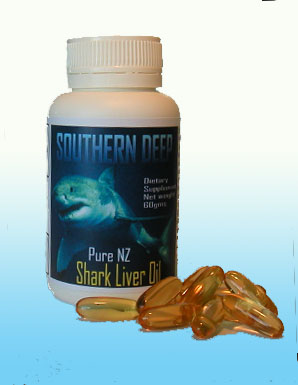 SOUTHERN DEEP
Dietary
Supplement
Net weight
60gms
Pure NZ
Shark Liver Oil